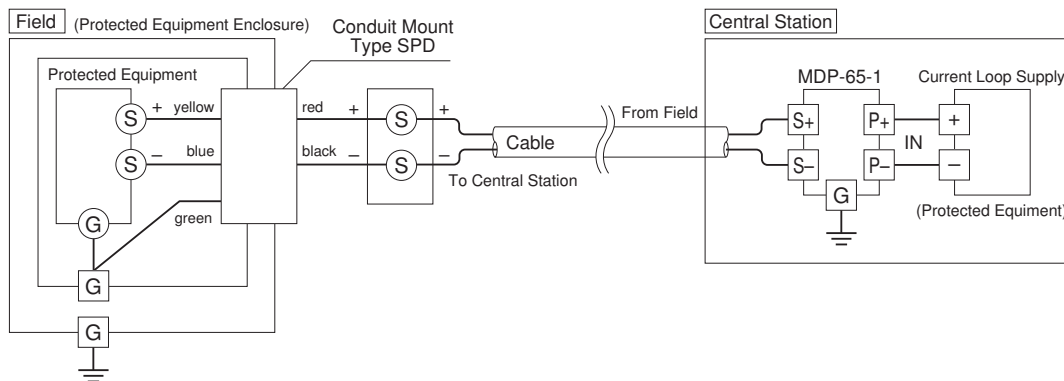 Field (Protected Equipment Enclosure)
Conduit Mount
Type SPD
Central Station
Protected Equipment
MDP-65-1
Current Loop Supply
S + yellow
red + S +
From Field
S+ P+ +
Cable
IN
S – blue
black – S –
S– P– –
To Central Station
G
green
G
(Protected Equiment)
G
G